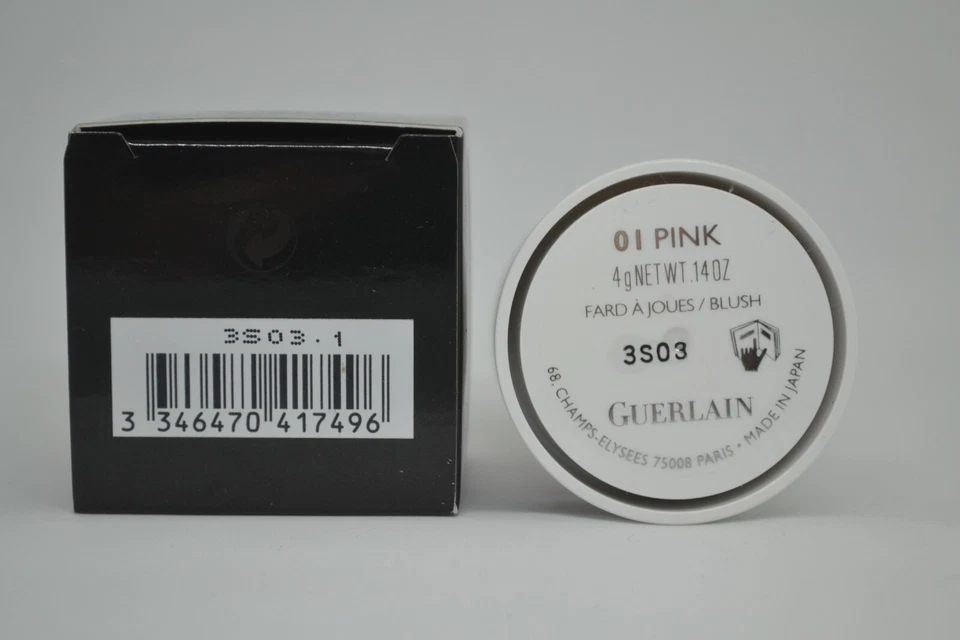 3S03.1
3 346470 417496
01 PINK
4g NET WT .14 OZ
FARD À JOUES / BLUSH
3S03
GUERLAIN
68, CHAMPS-ELYSEES 75008 PARIS • MADE IN JAPAN